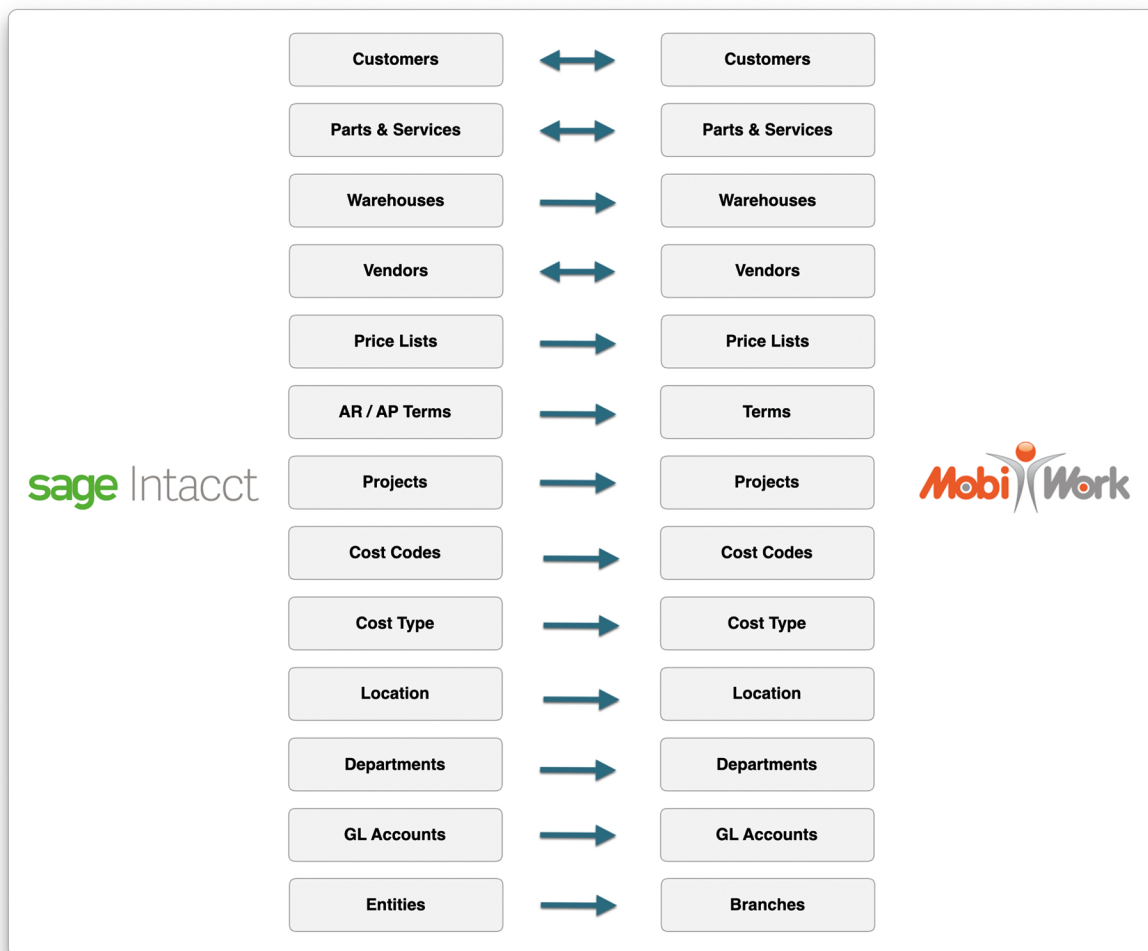 Customers Customers
Parts & Services Parts & Services
Warehouses Warehouses
Vendors Vendors
Price Lists Price Lists
AR / AP Terms Terms
sage Intacct Projects Projects MobiWork
Cost Codes Cost Codes
Cost Type Cost Type
Location Location
Departments Departments
GL Accounts GL Accounts
Entities Branches